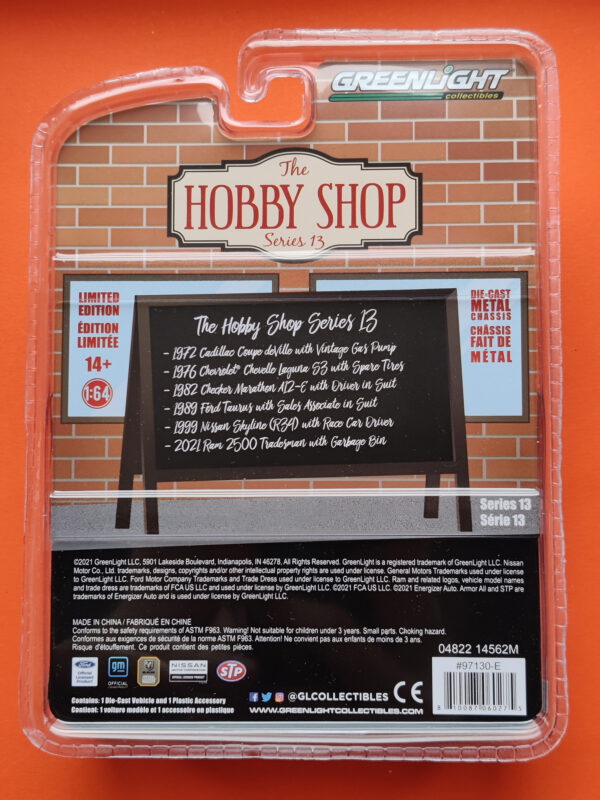 GREENLIGHT
collectibles
The
HOBBY SHOP
Series 13
LIMITED
EDITION
ÉDITION
LIMITÉE
14+
1:64
DIE-CAST
METAL
CHASSIS
CHÂSSIS
FAIT DE
MÉTAL
The Hobby Shop Series 13
- 1972 Cadillac Coupe deVille with Vintage Gas Pump
- 1976 Chevrolet® Chevelle Laguna S3 with Spare Tires
- 1982 Checker Marathon A12-E with Driver in Suit
- 1989 Ford Taurus with Sales Associate in Suit
- 1999 Nissan Skyline (R34) with Race Car Driver
- 2021 Ram 2500 Tradesman with Garbage Bin
Series 13
Série 13
©2021 GreenLight LLC, 5901 Lakeside Boulevard, Indianapolis, IN 46278, All Rights Reserved. GreenLight is a registered trademark of GreenLight LLC. Nissan
Motor Co., Ltd. trademarks, designs, copyrights and/or other intellectual property rights are used under license. General Motors Trademarks used under license
to GreenLight LLC. Ford Motor Company Trademarks and Trade Dress used under license to GreenLight LLC. Ram and related logos, vehicle model names
and trade dress are trademarks of FCA US LLC and used under license by GreenLight LLC. ©2021 FCA US LLC. ©2021 Energizer Auto. Armor All and STP are
trademarks of Energizer Auto and is used under license by GreenLight LLC.
MADE IN CHINA / FABRIQUÉ EN CHINE
Conforms to the safety requirements of ASTM F963. Warning! Not suitable for children under 3 years. Small parts. Choking hazard.
Conformes aux exigences de sécurité de la norme ASTM F963. Attention! Ne convient pas aux enfants de moins de 3 ans.
Risque d'étouffement. Ce produit contient des petites pièces.
04822 14562M
#97130-E
8 10087 06027 5
Ford
Official
Licensed
Product
gm
OFFICIAL
NISSAN
STP
@GLCOLLECTIBLES
CE
WWW.GREENLIGHTCOLLECTIBLES.COM
Contains: 1 Die-Cast Vehicle and 1 Plastic Accessory
Contient: 1 voiture modèle et 1 accessoire en plastique